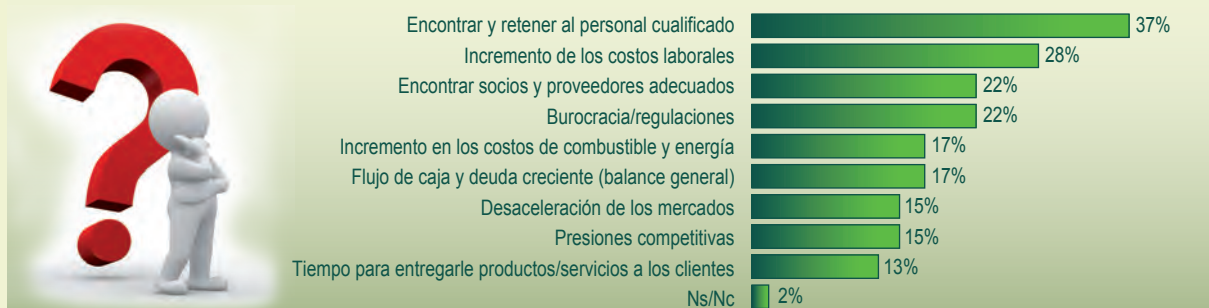 Encontrar y retener al personal cualificado 37%
Incremento de los costos laborales 28%
Encontrar socios y proveedores adecuados 22%
Burocracia/regulaciones 22%
Incremento en los costos de combustible y energía 17%
Flujo de caja y deuda creciente (balance general) 17%
Desaceleración de los mercados 15%
Presiones competitivas 15%
Tiempo para entregarle productos/servicios a los clientes 13%
Ns/Nc 2%